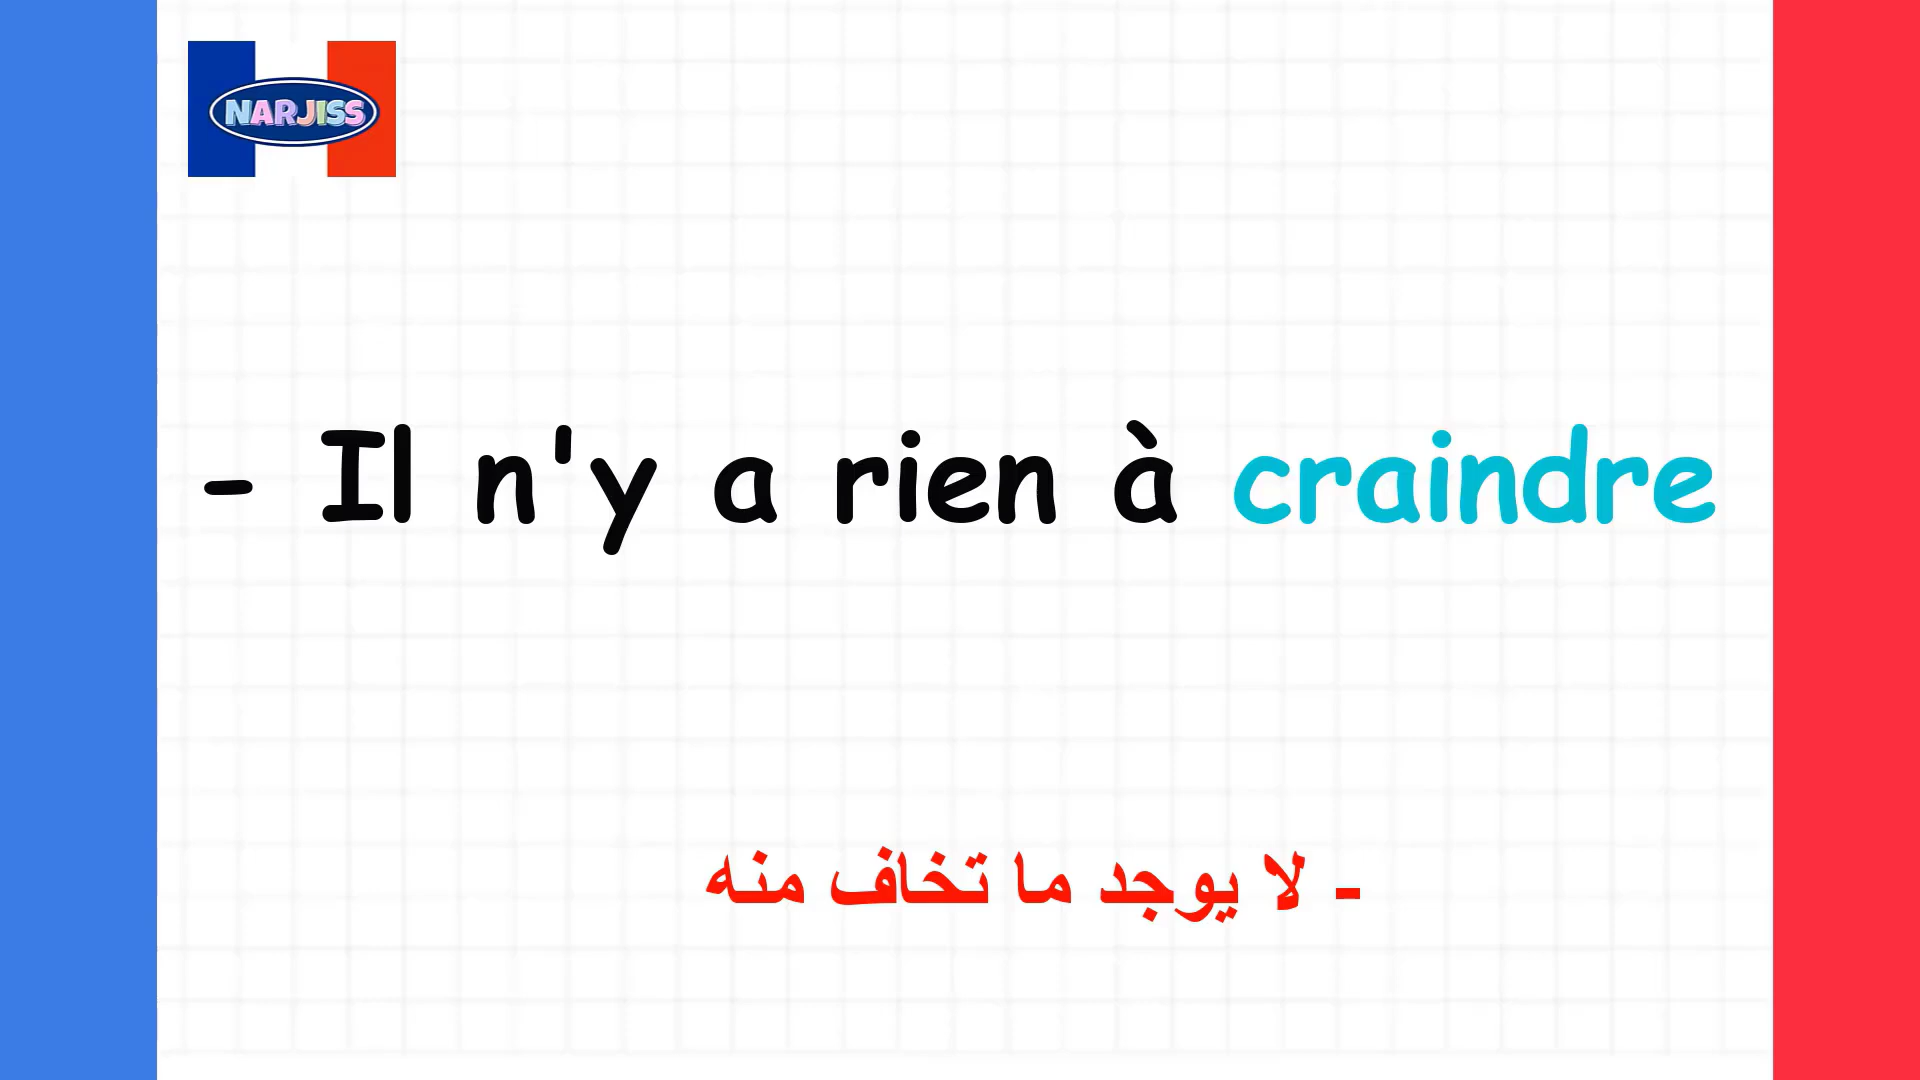 NARJISS
- Il n'y a rien à craindre
- لا يوجد ما تخاف منه